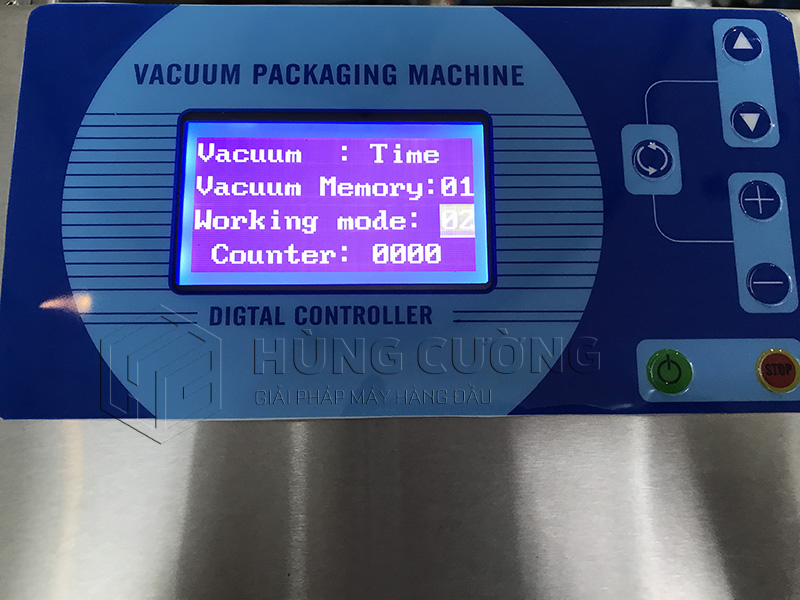 VACUUM PACKAGING MACHINE
Vacuum : Time
Vacuum Memory:01
Working mode: 02
Counter: 0000
DIGTAL CONTROLLER
STOP
HÙNG CƯỜNG
GIẢI PHÁP MÁY HÀNG ĐẦU